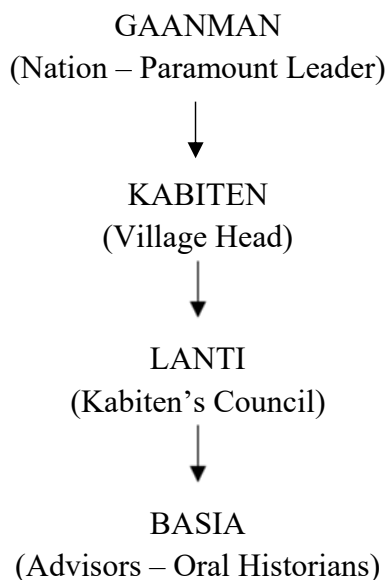 GAANMAN
(Nation – Paramount Leader)
KABITEN
(Village Head)
LANTI
(Kabiten’s Council)
BASIA
(Advisors – Oral Historians)